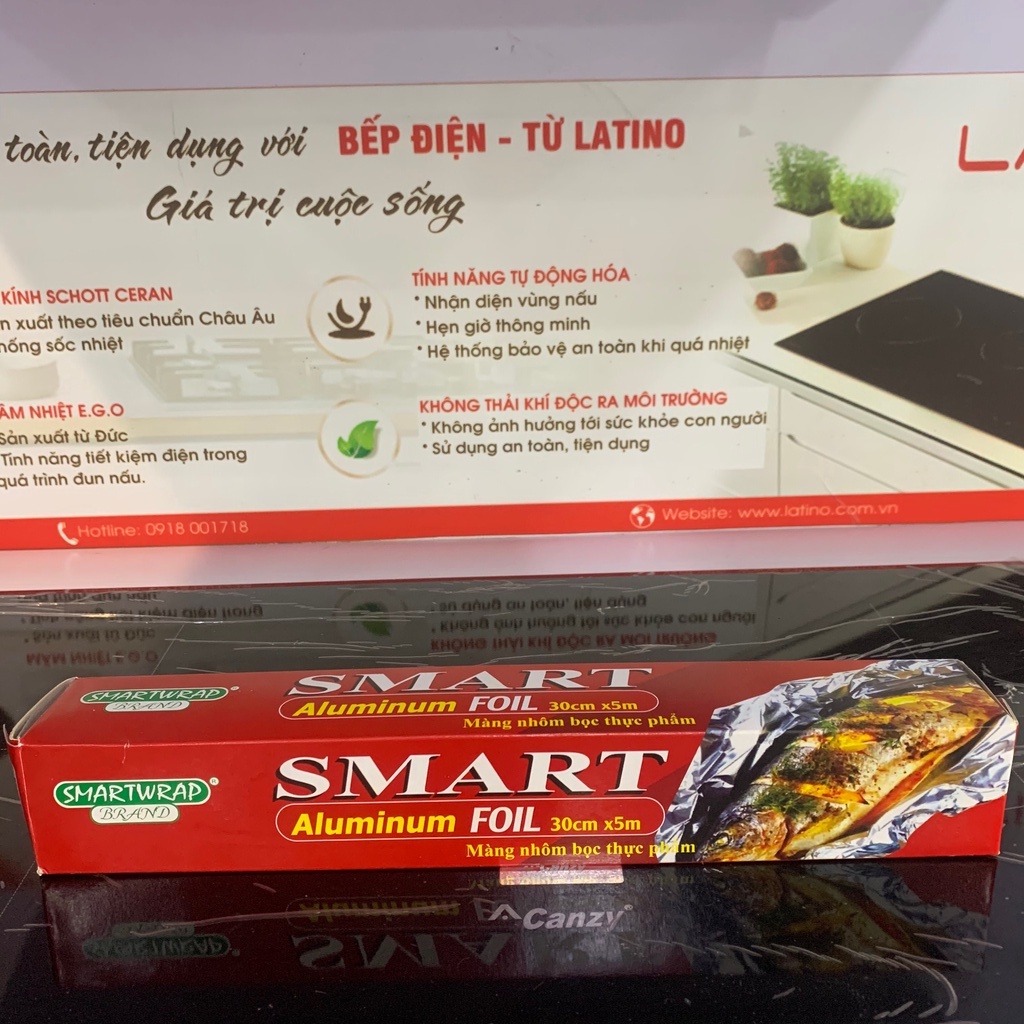 toàn, tiện dụng với BẾP ĐIỆN - TỪ LATINO
Giá trị cuộc sống
KÍNH SCHOTT CERAN
xuất theo tiêu chuẩn Châu Âu
sốc nhiệt
TÍNH NĂNG TỰ ĐỘNG HÓA
* Nhận diện vùng nấu
* Hẹn giờ thông minh
* Hệ thống bảo vệ an toàn khi quá nhiệt
NHIỆT E.G.O
Sản xuất từ Đức
Tính năng tiết kiệm điện trong
quá trình đun nấu.
KHÔNG THẢI KHÍ ĐỘC RA MÔI TRƯỜNG
* Không ảnh hưởng tới sức khỏe con người
* Sử dụng an toàn, tiện dụng
Hotline: 0918 001718
Website: www.latino.com.vn
SMARTWRAP®
BRAND
SMART
Aluminum FOIL 30cm x5m
Màng nhôm bọc thực phẩm
SMARTWRAP®
BRAND
SMART
Aluminum FOIL 30cm x5m
Màng nhôm bọc thực phẩm
Canzy®